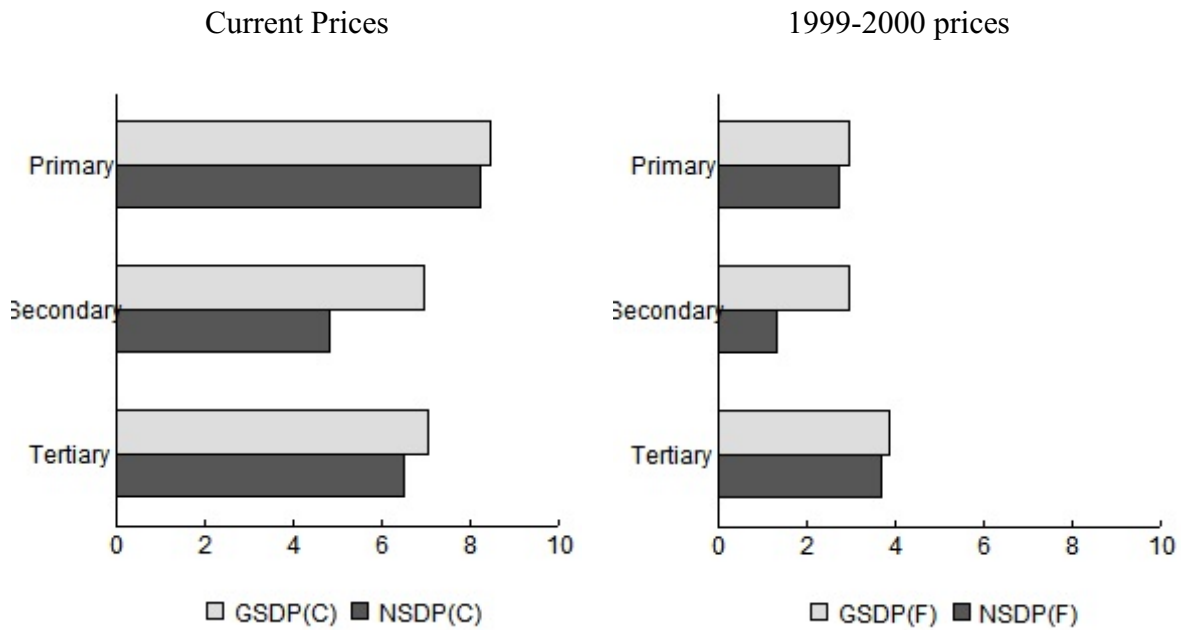 Current Prices
Primary
Secondary
Tertiary
0 2 4 6 8 10
GSDP(C) NSDP(C)
1999-2000 prices
Primary
Secondary
Tertiary
0 2 4 6 8 10
GSDP(F) NSDP(F)